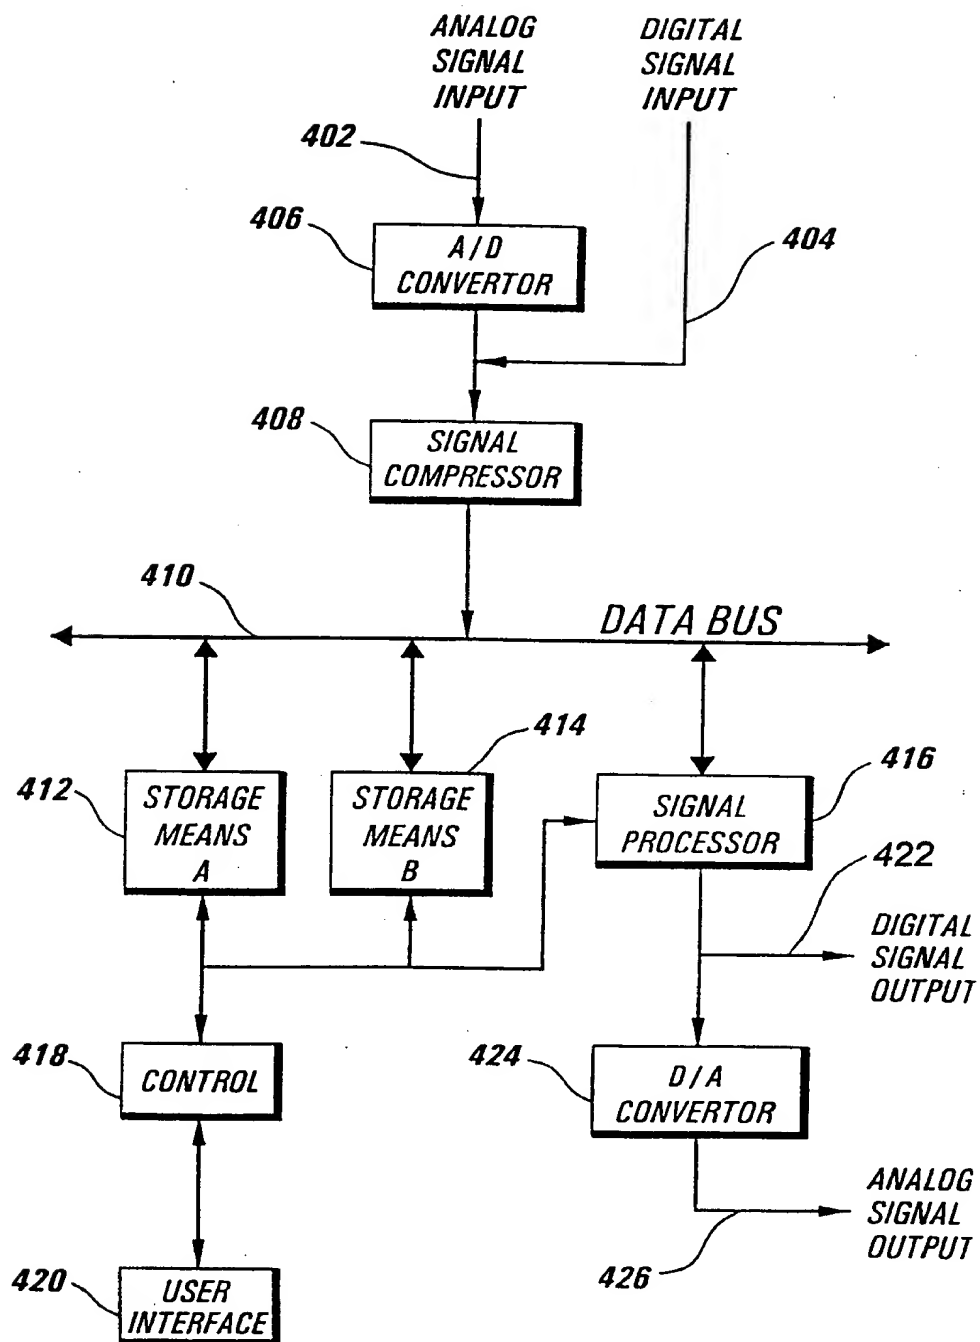 ANALOG
SIGNAL
INPUT
DIGITAL
SIGNAL
INPUT
402
406
A/D
CONVERTOR
404
408
SIGNAL
COMPRESSOR
410
DATA BUS
412
STORAGE
MEANS
A
414
STORAGE
MEANS
B
416
SIGNAL
PROCESSOR
422
DIGITAL
SIGNAL
OUTPUT
418
CONTROL
424
D/A
CONVERTOR
ANALOG
SIGNAL
OUTPUT
426
420
USER
INTERFACE